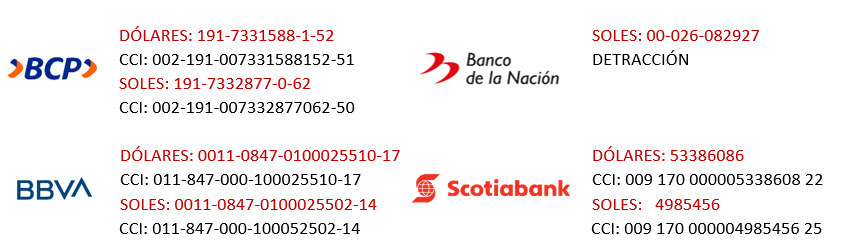 BCP
DÓLARES: 191-7331588-1-52
CCI: 002-191-007331588152-51
SOLES: 191-7332877-0-62
CCI: 002-191-007332877062-50
Banco
de la Nación
SOLES: 00-026-082927
DETRACCIÓN
BBVA
DÓLARES: 0011-0847-0100025510-17
CCI: 011-847-000-100025510-17
SOLES: 0011-0847-0100025502-14
CCI: 011-847-000-100052502-14
Scotiabank
DÓLARES: 53386086
CCI: 009 170 000005338608 22
SOLES: 4985456
CCI: 009 170 000004985456 25